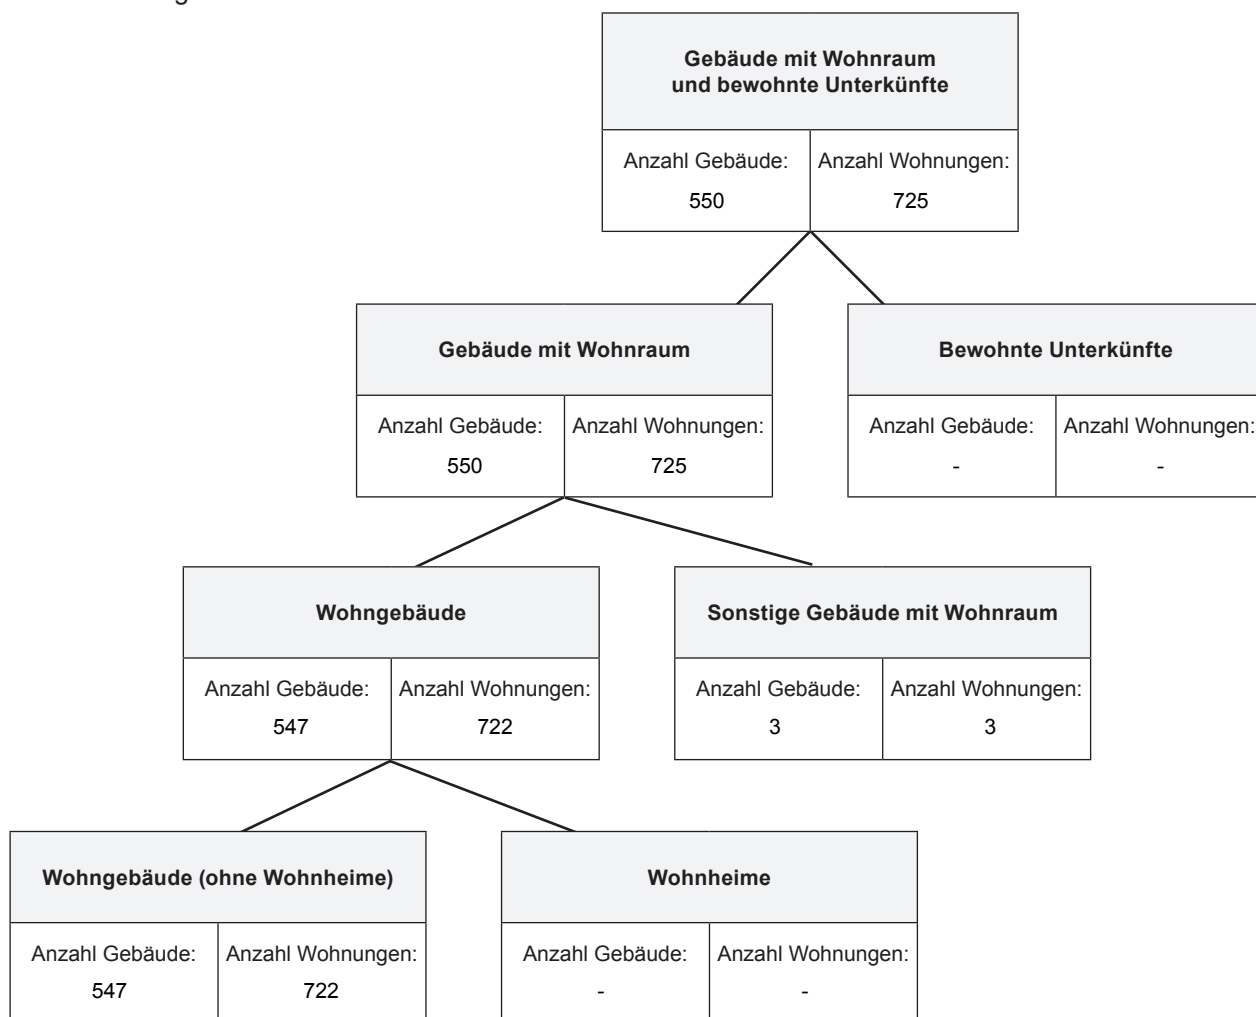 Gebäude mit Wohnraum
und bewohnte Unterkünfte
Anzahl Gebäude: Anzahl Wohnungen:
550 725
Gebäude mit Wohnraum
Anzahl Gebäude: Anzahl Wohnungen:
550 725
Bewohnte Unterkünfte
Anzahl Gebäude: Anzahl Wohnungen:
- -
Wohngebäude
Anzahl Gebäude: Anzahl Wohnungen:
547 722
Sonstige Gebäude mit Wohnraum
Anzahl Gebäude: Anzahl Wohnungen:
3 3
Wohngebäude (ohne Wohnheime)
Anzahl Gebäude: Anzahl Wohnungen:
547 722
Wohnheime
Anzahl Gebäude: Anzahl Wohnungen:
- -